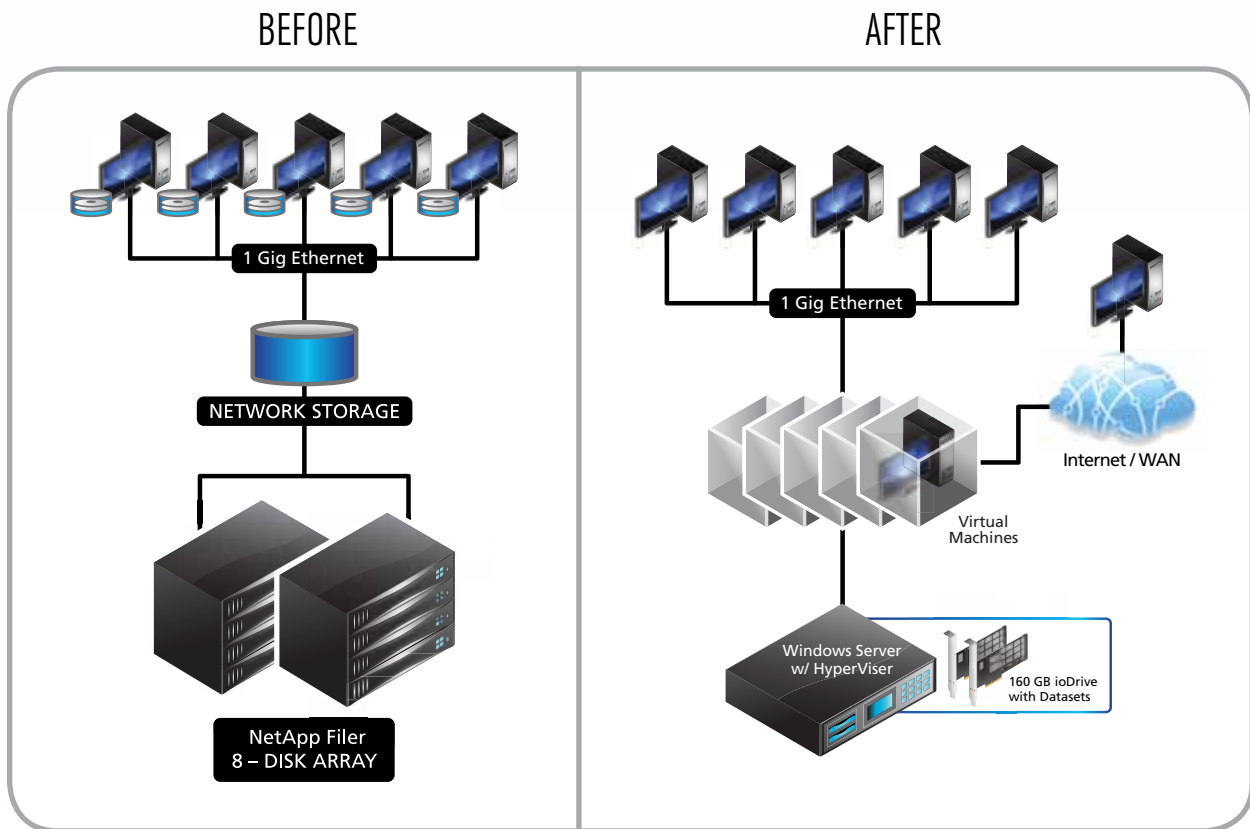 BEFORE
AFTER
1 Gig Ethernet
NETWORK STORAGE
NetApp Filer
8 – DISK ARRAY
1 Gig Ethernet
Internet / WAN
Virtual
Machines
Windows Server
w/ HyperViser
160 GB ioDrive
with Datasets